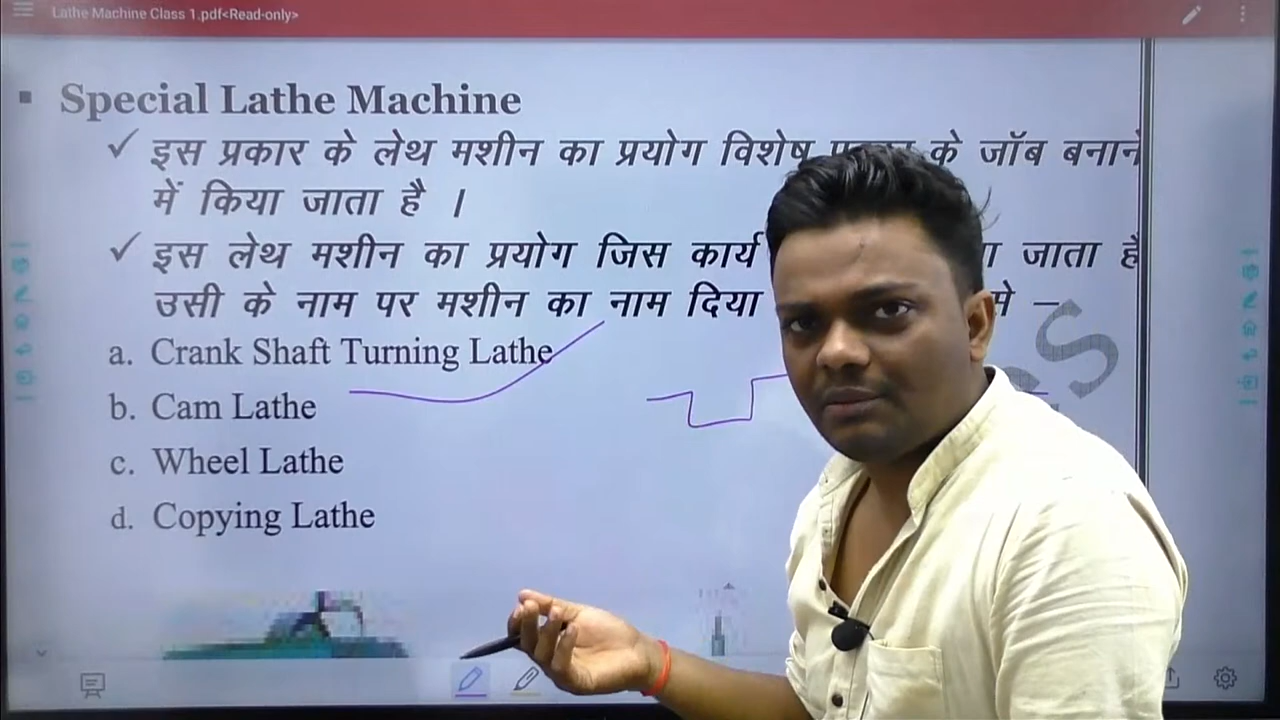 Lathe Machine Class 1.pdf<Read-only>
Special Lathe Machine
इस प्रकार के लेथ मशीन का प्रयोग विशेष के जॉब बनाने
में किया जाता है ।
इस लेथ मशीन का प्रयोग जिस कार्य जाता है
उसी के नाम पर मशीन का नाम दिया से –
a. Crank Shaft Turning Lathe
b. Cam Lathe
c. Wheel Lathe
d. Copying Lathe